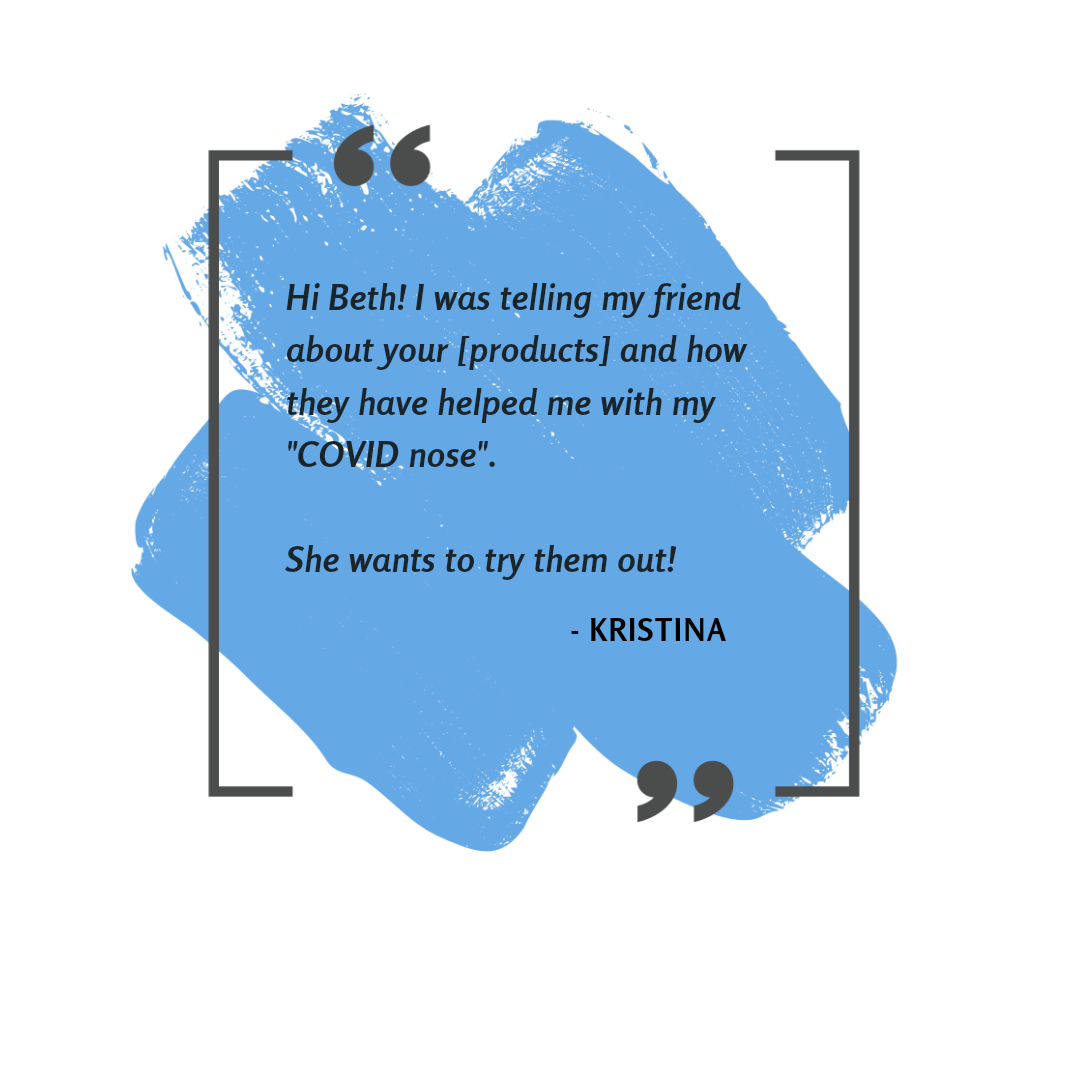 “
Hi Beth! I was telling my friend
about your [products] and how
they have helped me with my
"COVID nose".
She wants to try them out!
- KRISTINA
”